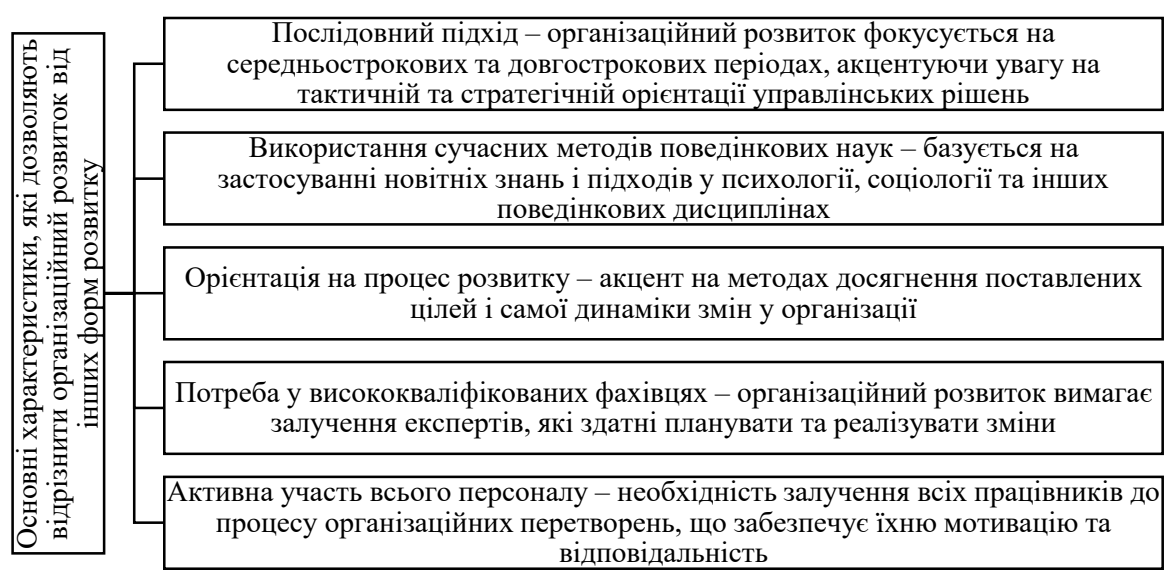 Основні характеристики, які дозволяють
відрізнити організаційний розвиток від
інших форм розвитку
Послідовний підхід – організаційний розвиток фокусується на
середньострокових та довгострокових періодах, акцентуючи увагу на
тактичній та стратегічній орієнтації управлінських рішень
Використання сучасних методів поведінкових наук – базується на
застосуванні новітніх знань і підходів у психології, соціології та інших
поведінкових дисциплінах
Орієнтація на процес розвитку – акцент на методах досягнення поставлених
цілей і самої динаміки змін у організації
Потреба у висококваліфікованих фахівцях – організаційний розвиток вимагає
залучення експертів, які здатні планувати та реалізувати зміни
Активна участь всього персоналу – необхідність залучення всіх працівників до
процесу організаційних перетворень, що забезпечує їхню мотивацію та
відповідальність